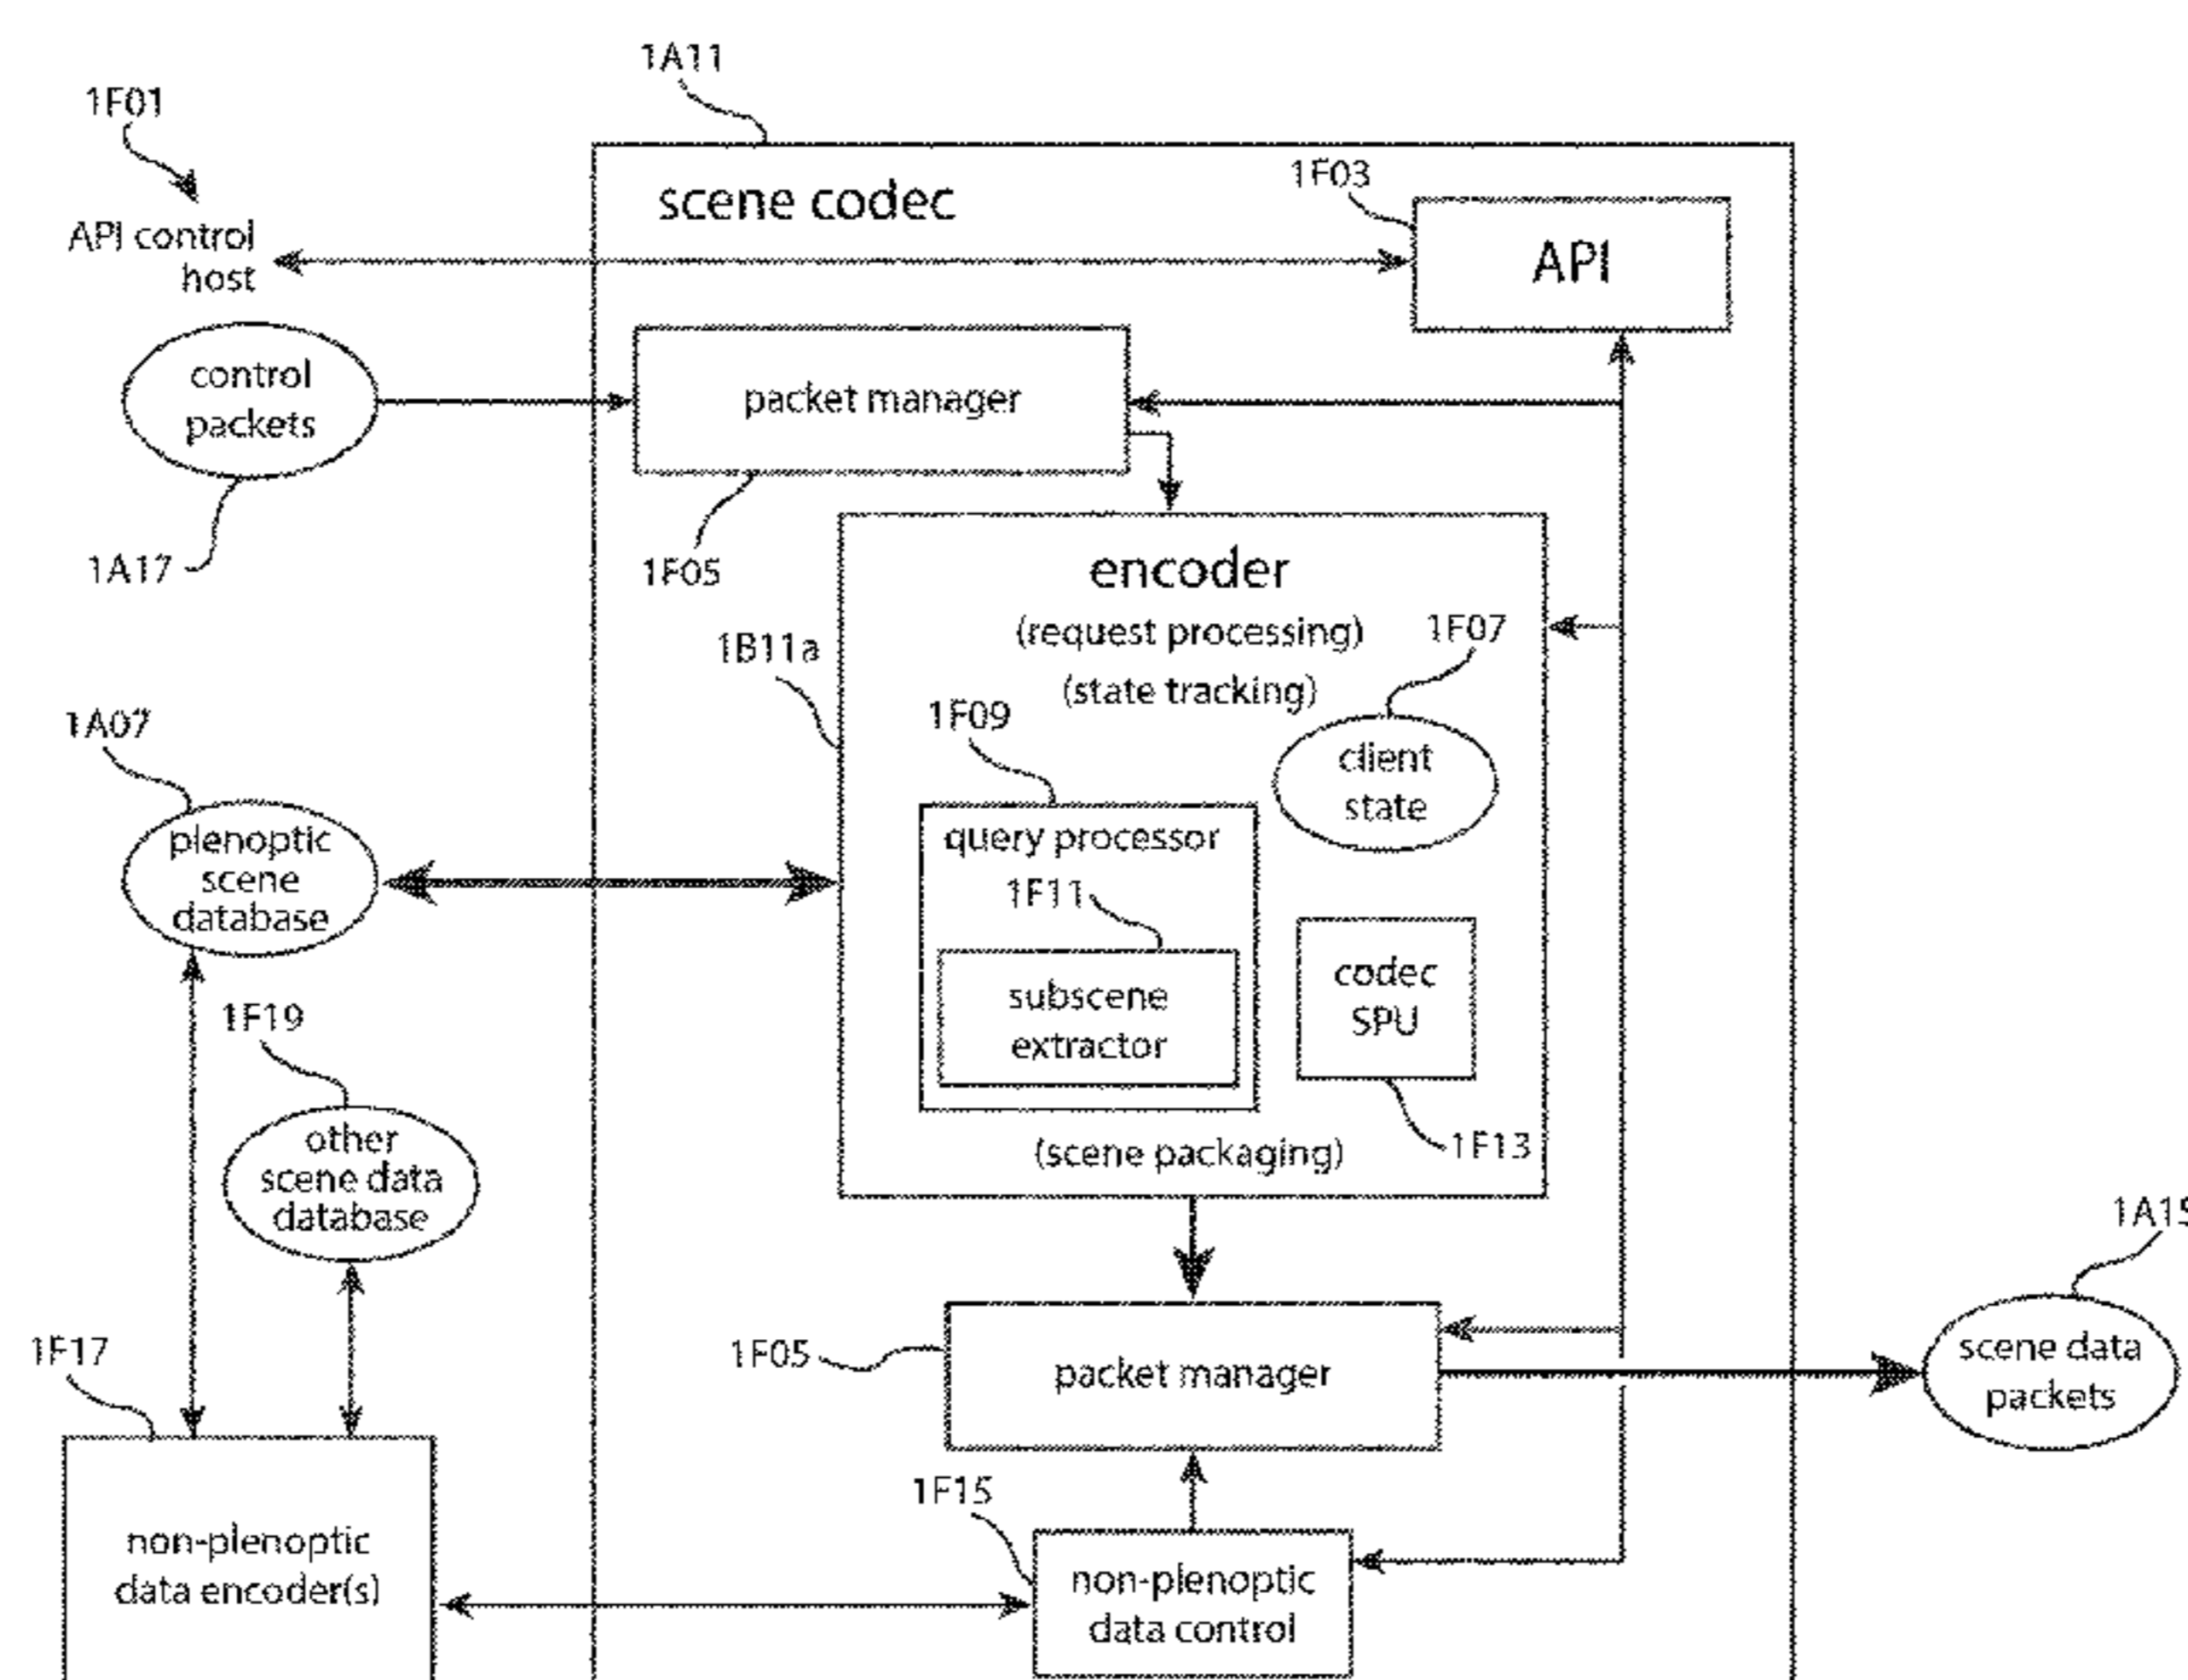 1A11
1F01
1F03
scene codec
API control
host
API
control
packets
packet manager
1A17
1F05
encoder
(request processing)
1F07
1B11a
(state tracking)
1F09
1A07
client
state
plenoptic
scene
database
query processor
1F11
codec
SPU
subscene
extractor
1F19
other
scene data
database
(scene packaging)
1F13
1A15
1F17
1F05
packet manager
scene data
packets
1F15
non-plenoptic
data encoder(s)
non-plenoptic
data control